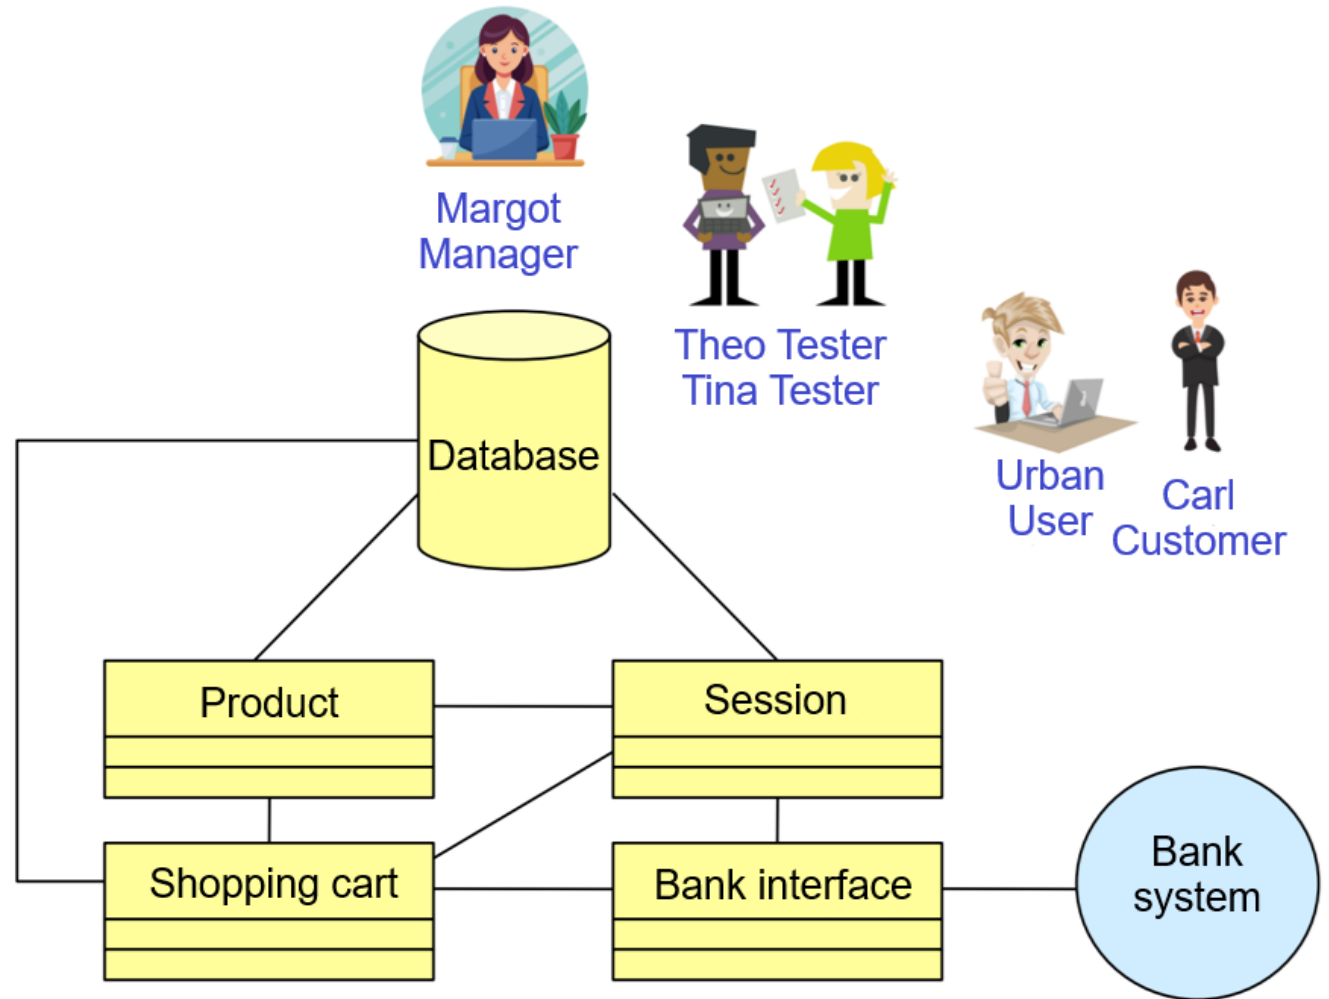 Margot
Manager
Theo Tester
Tina Tester
Urban
User
Carl
Customer
Database
Product
Session
Shopping cart
Bank interface
Bank
system